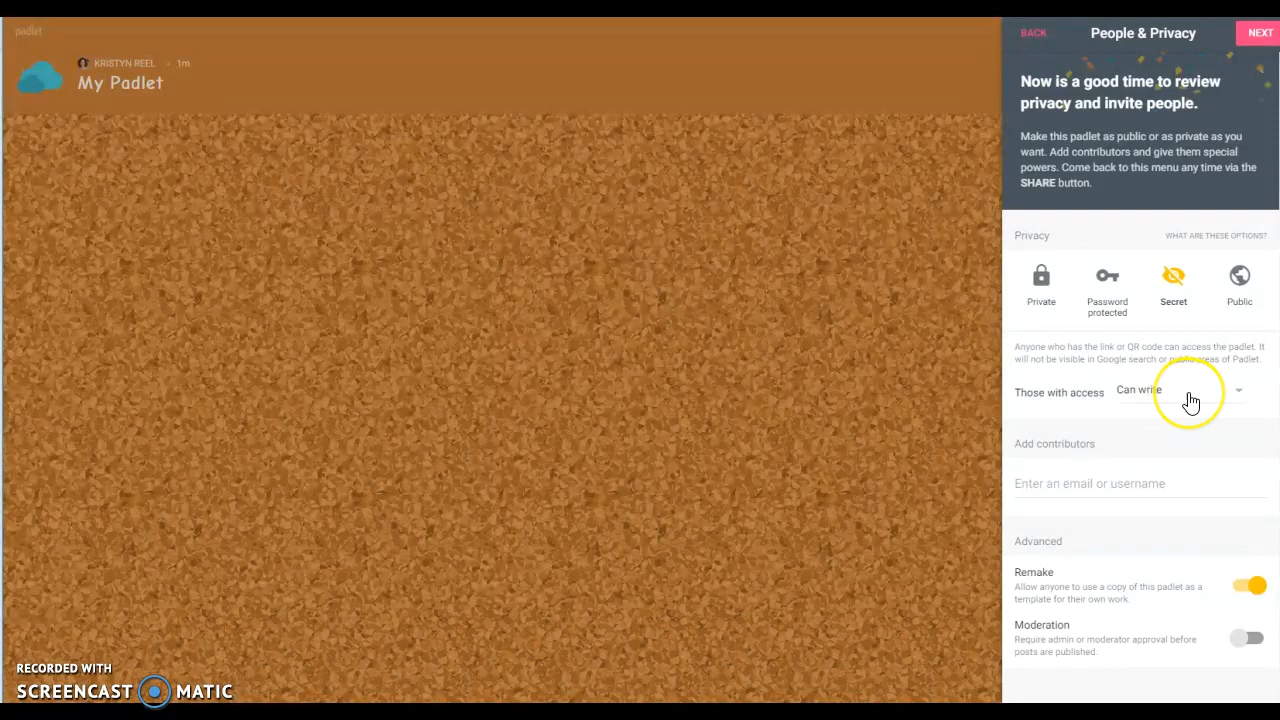 padlet
KRISTYN REEL • 1m
My Padlet
BACK
People & Privacy
NEXT
Now is a good time to review
privacy and invite people.
Make this padlet as public or as private as you
want. Add contributors and give them special
powers. Come back to this menu any time via the
SHARE button.
Privacy
WHAT ARE THESE OPTIONS?
Private
Password
protected
Secret
Public
Anyone who has the link or QR code can access the padlet. It
will not be visible in Google search or public areas of Padlet.
Those with access
Can write
Add contributors
Enter an email or username
Advanced
Remake
Allow anyone to use a copy of this padlet as a
template for their own work.
Moderation
Require admin or moderator approval before
posts are published.
RECORDED WITH
SCREENCAST MATIC